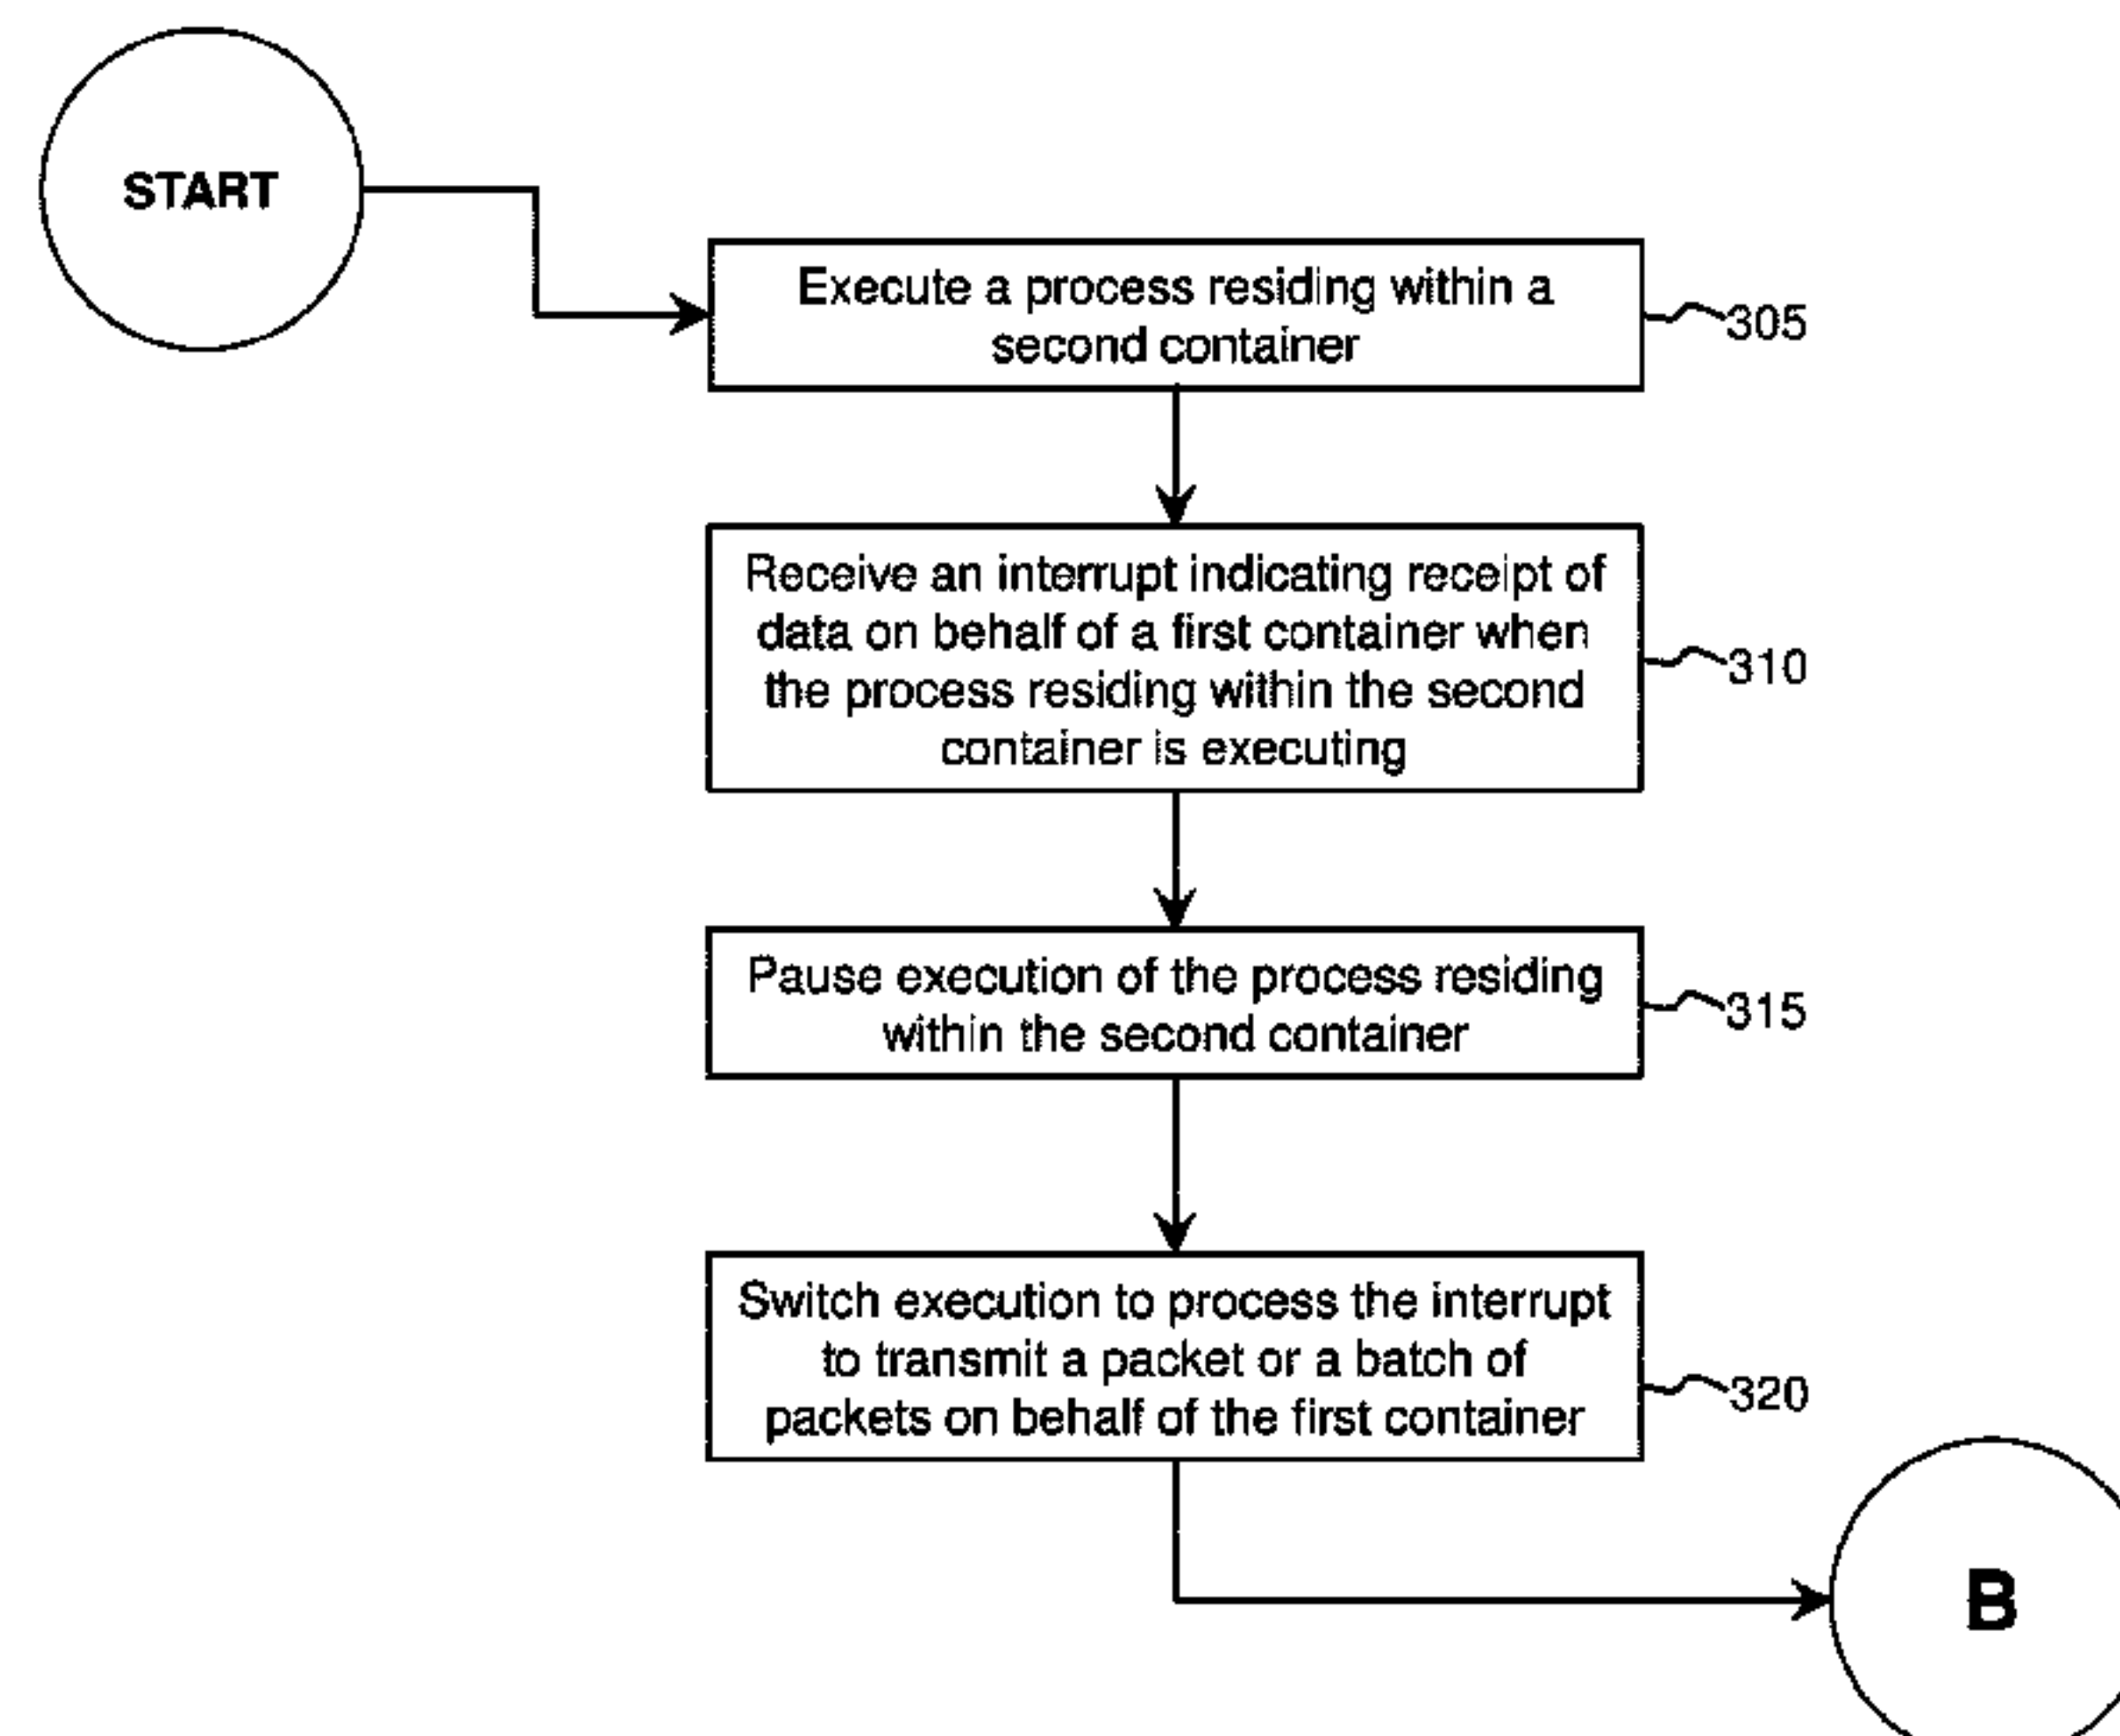 START
Execute a process residing within a
second container
305
Receive an interrupt indicating receipt of
data on behalf of a first container when
the process residing within the second
container is executing
310
Pause execution of the process residing
within the second container
315
Switch execution to process the interrupt
to transmit a packet or a batch of
packets on behalf of the first container
320
B